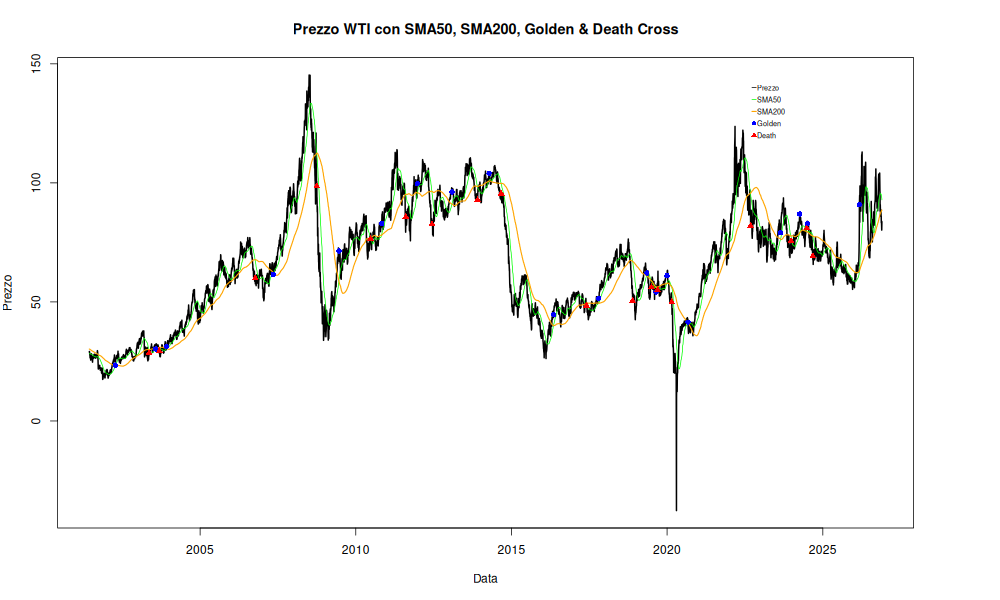 Prezzo WTI con SMA50, SMA200, Golden & Death Cross
150
100
50
0
Prezzo
Prezzo
SMA50
SMA200
Golden
Death
2005
2010
2015
2020
2025
Data